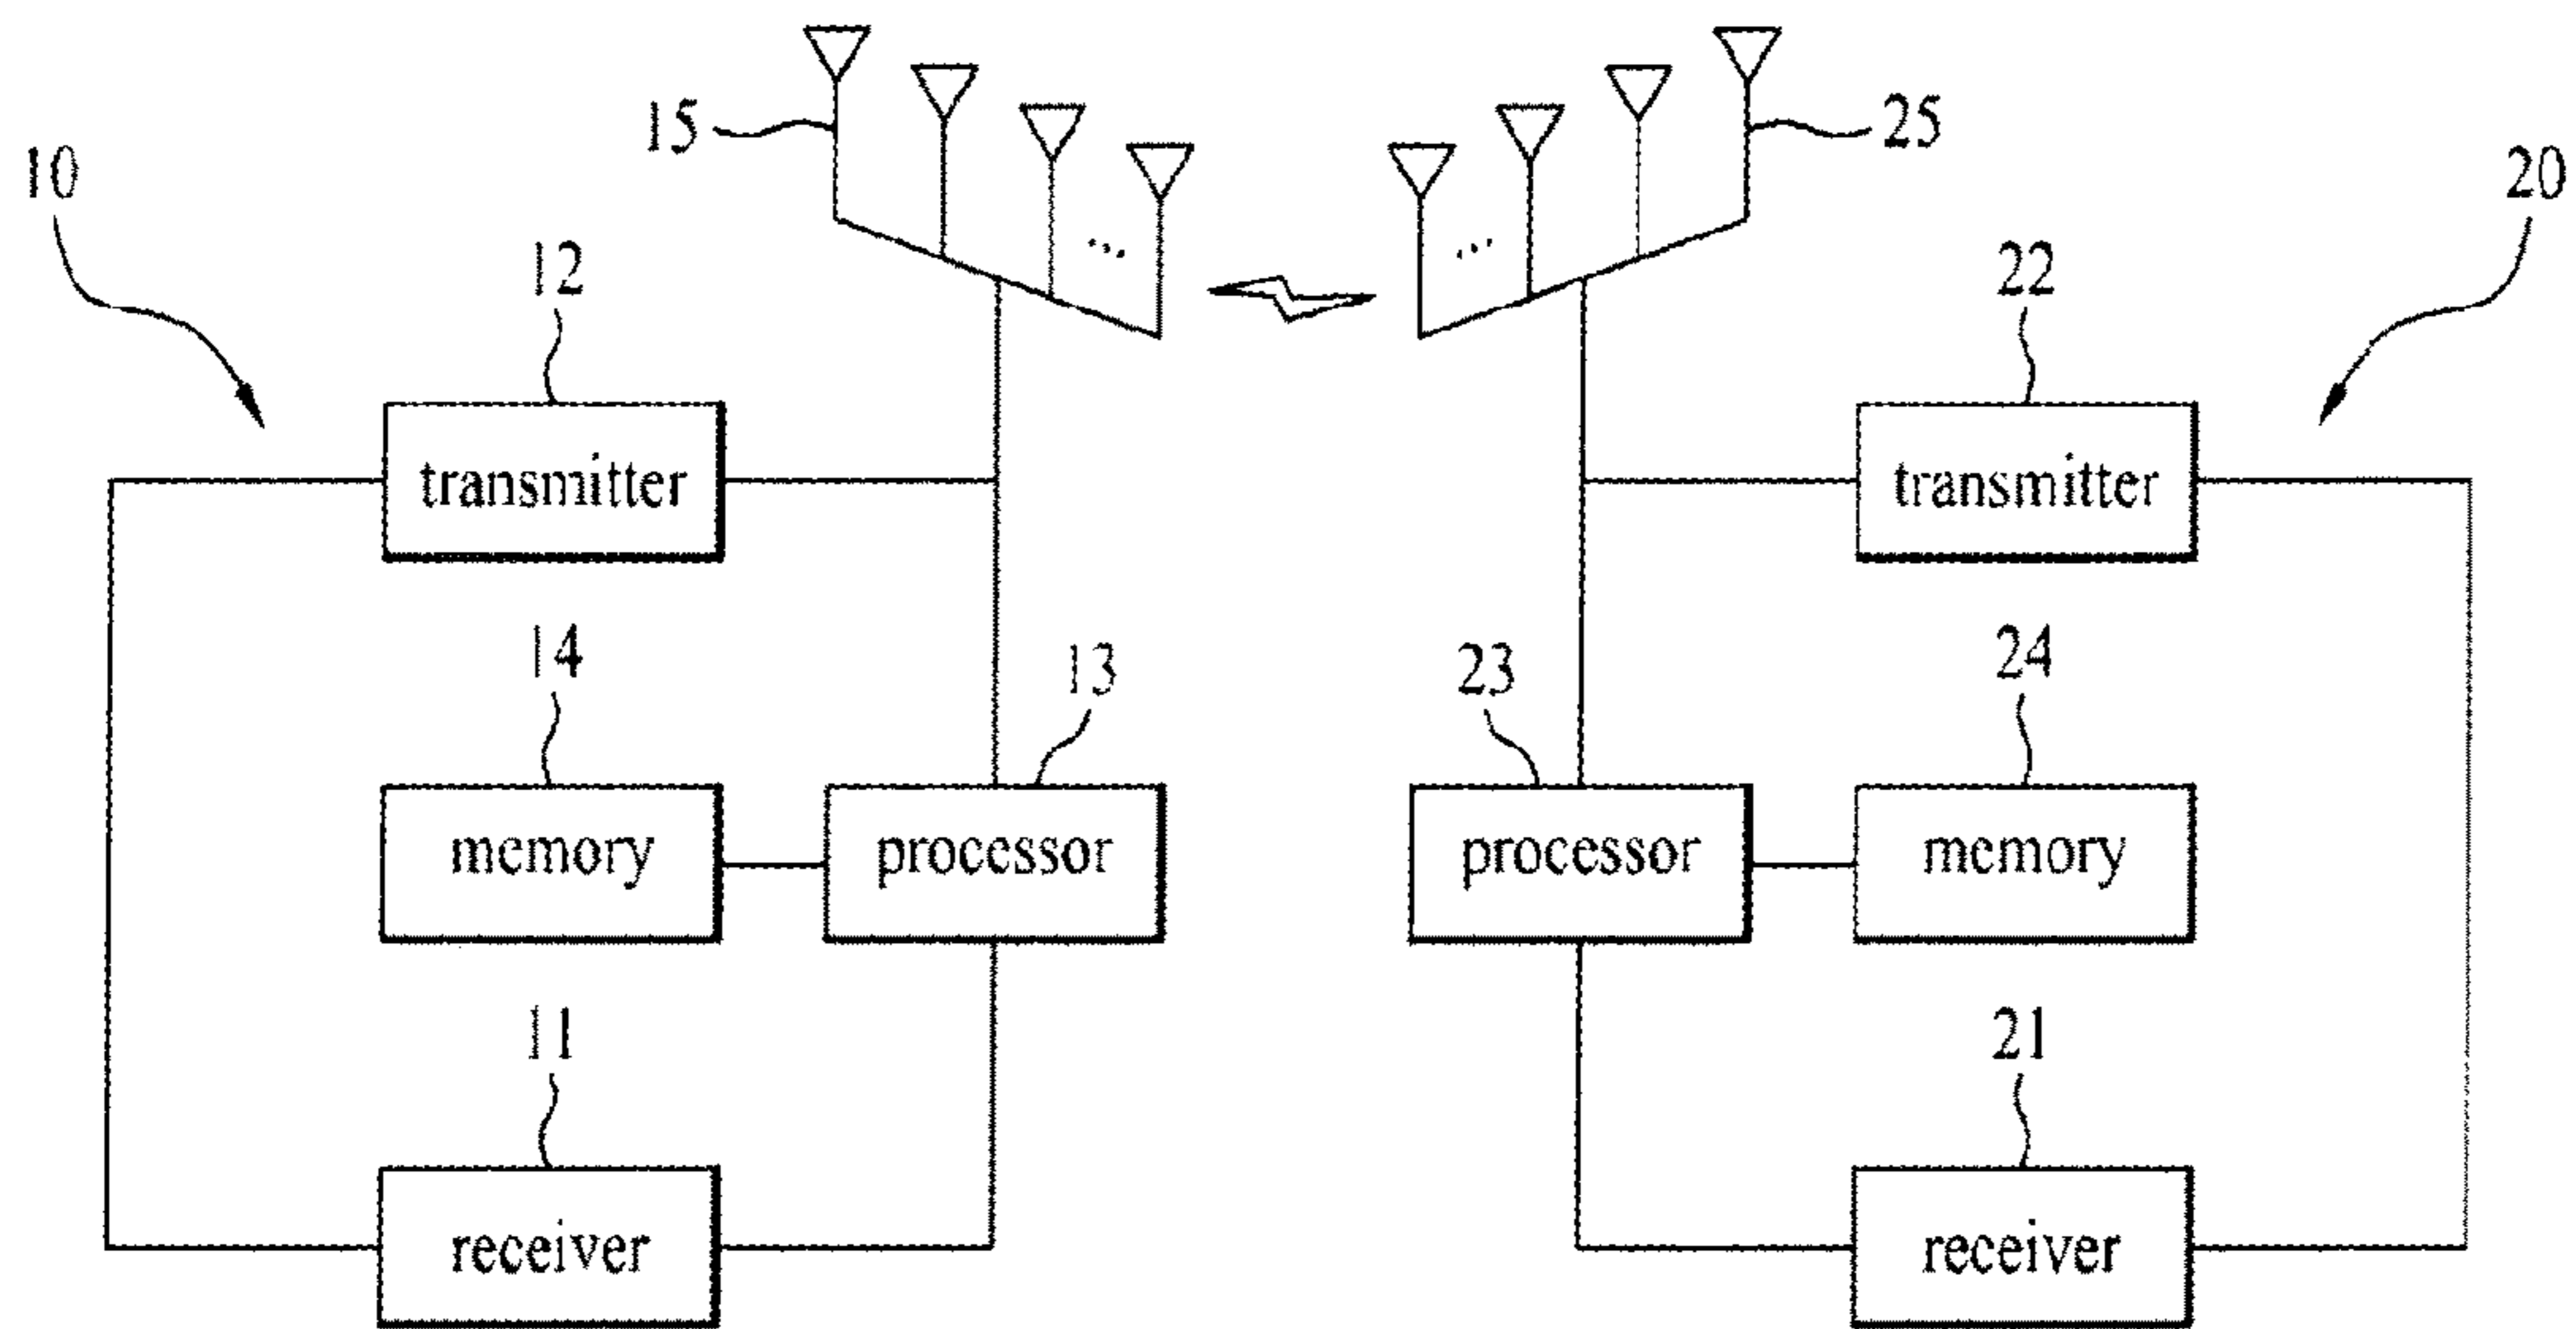 15
25
10
20
12
22
transmitter
transmitter
14
13
23
24
memory
processor
processor
memory
11
21
receiver
receiver